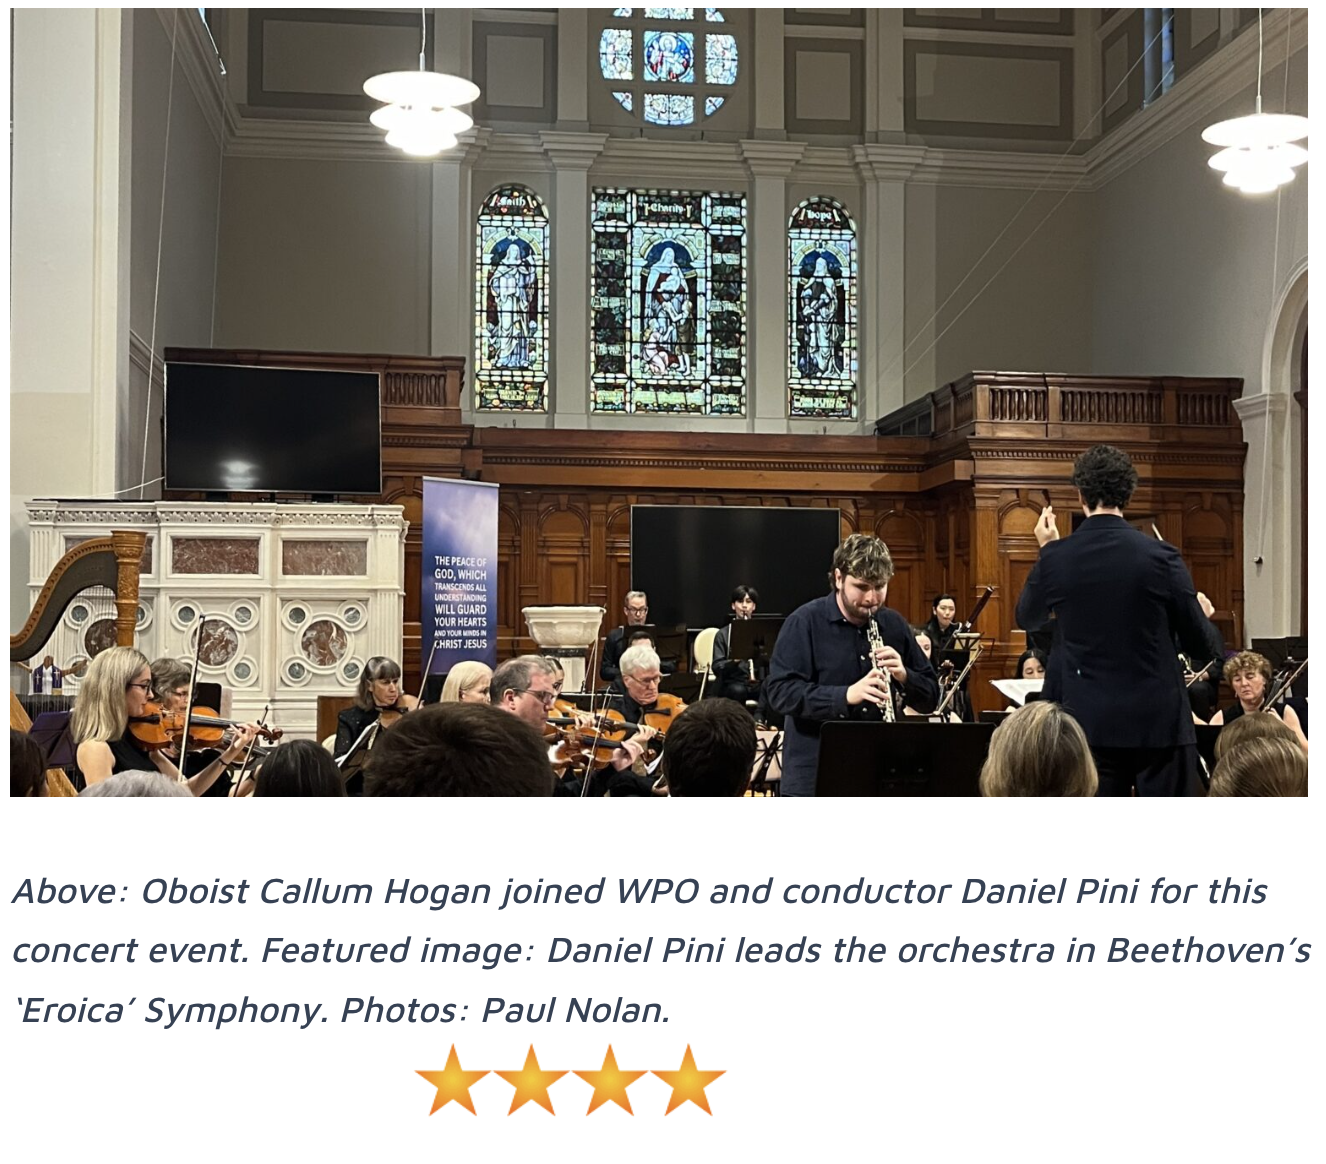 Faith
Charity
Hope
THE PEACE OF
GOD, WHICH
TRANSCENDS ALL
UNDERSTANDING
WILL GUARD
YOUR HEARTS
AND YOUR MINDS IN
CHRIST JESUS
Above: Oboist Callum Hogan joined WPO and conductor Daniel Pini for this
concert event. Featured image: Daniel Pini leads the orchestra in Beethoven’s
‘Eroica’ Symphony. Photos: Paul Nolan.